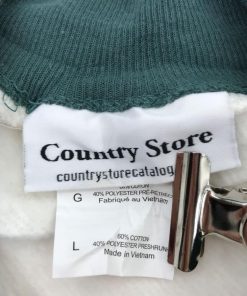 Country Store
countrystorecatalog
G
40% POLYESTER PRE-RETRECI
Fabriqué au Vietnam
60% COTTON
L
40% POLYESTER PRESHRUNK
Made in Vietnam